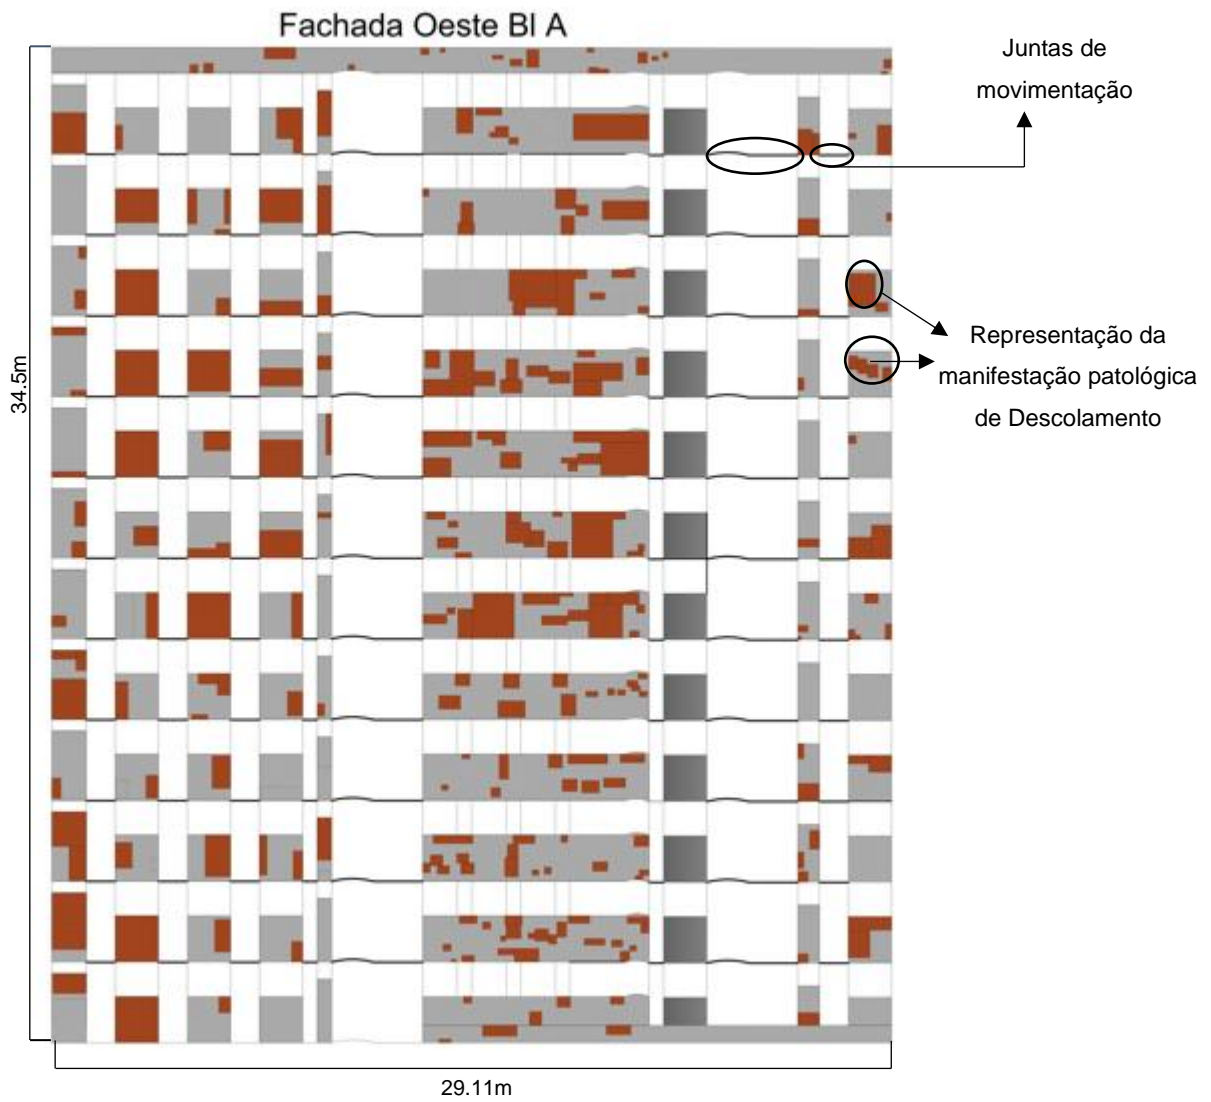 Fachada Oeste Bl A
Juntas de
movimentação
Representação da
manifestação patológica
de Descolamento
34.5m
29.11m